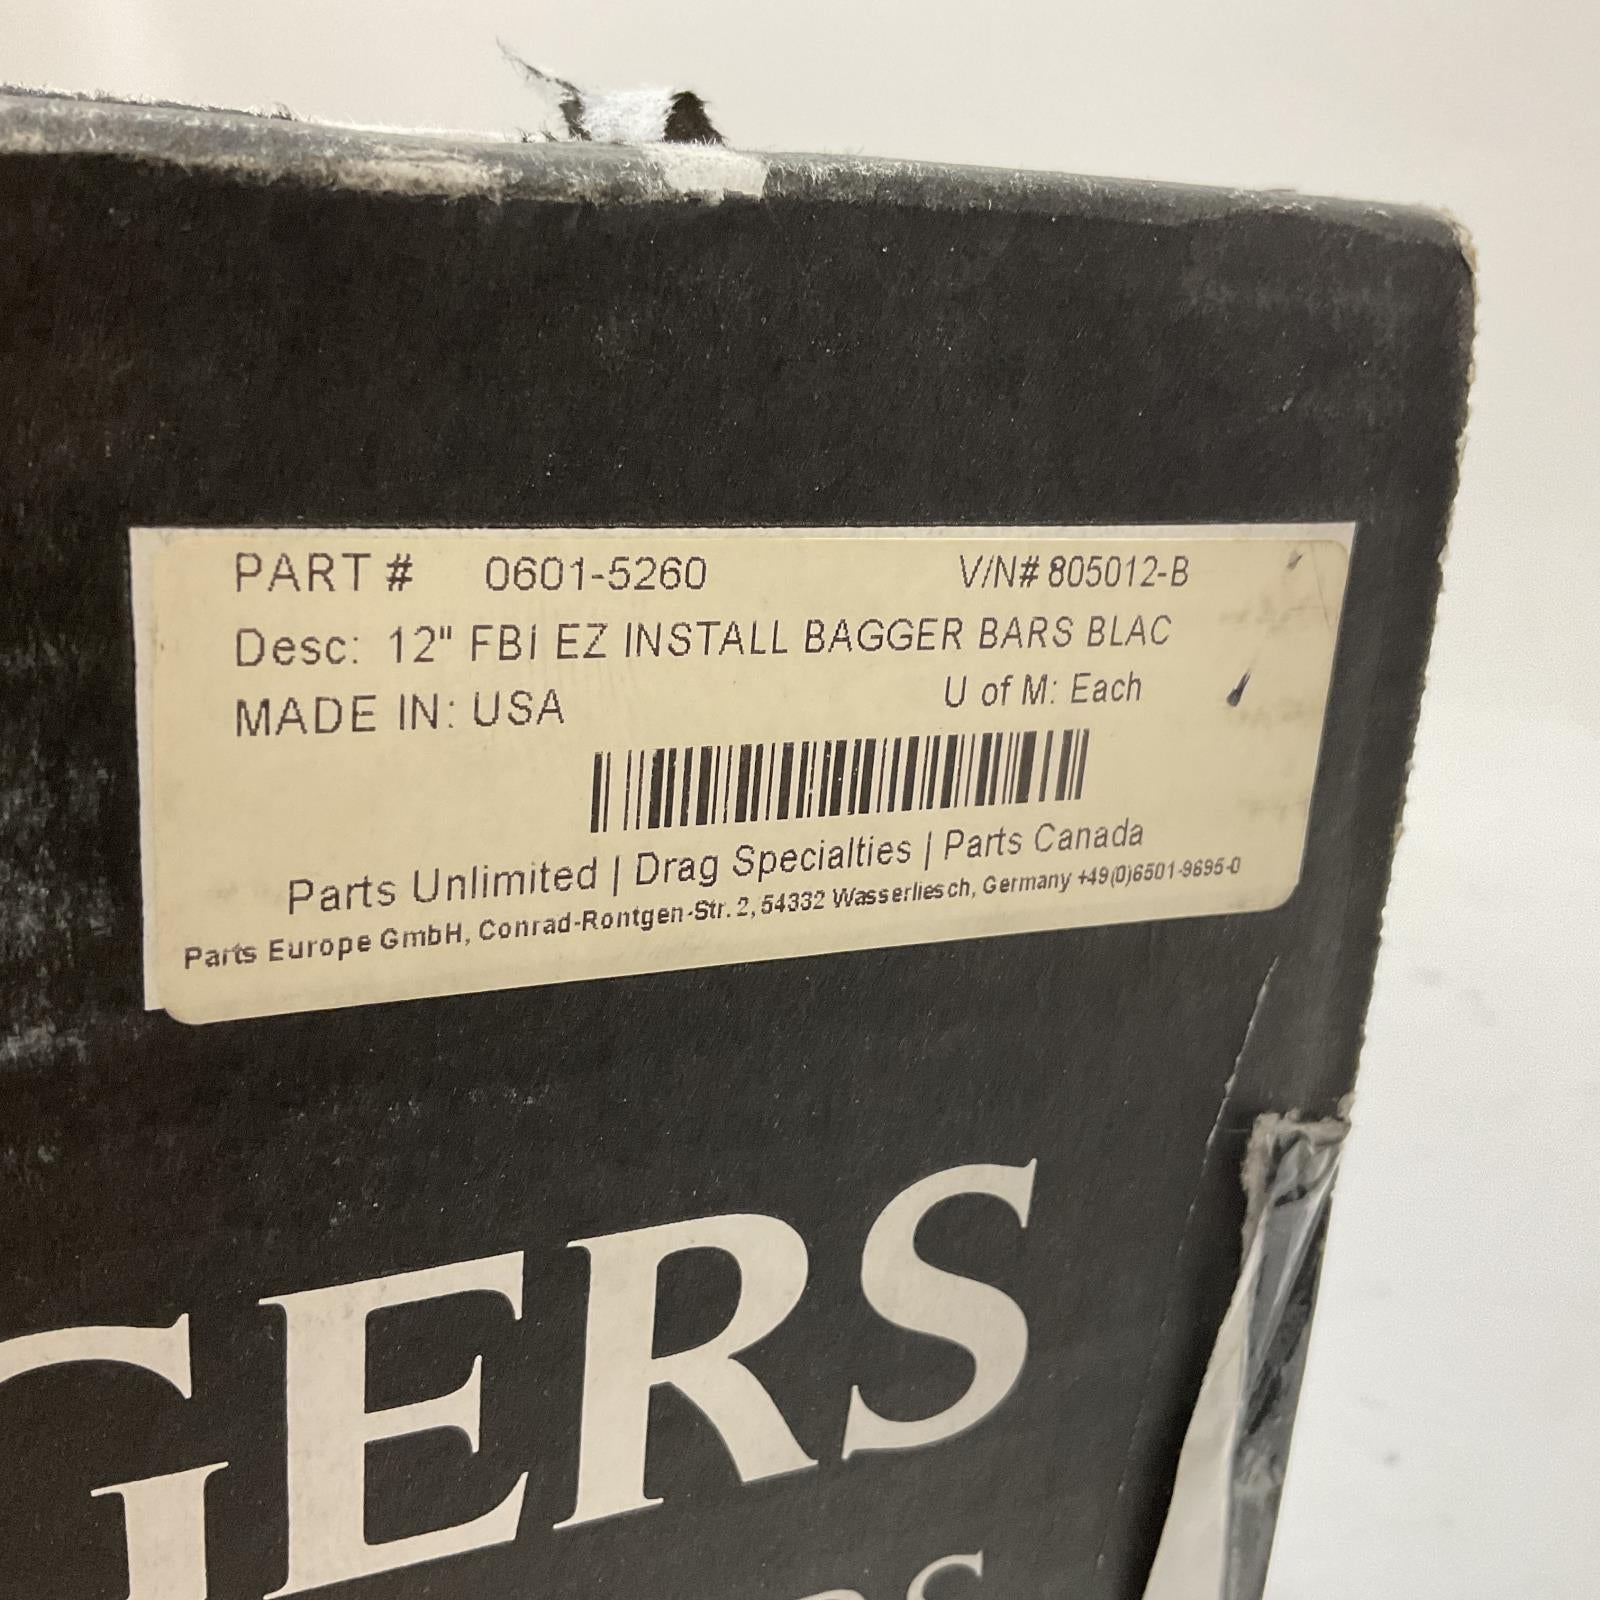 PART # 0601-5260 V/N# 805012-B
Desc: 12" FBI EZ INSTALL BAGGER BARS BLAC
MADE IN: USA U of M: Each
Parts Unlimited | Drag Specialties | Parts Canada
Parts Europe GmbH, Conrad-Rontgen-Str. 2, 54332 Wasserliesch, Germany +49(0)6501-9695-0
GERS
RS